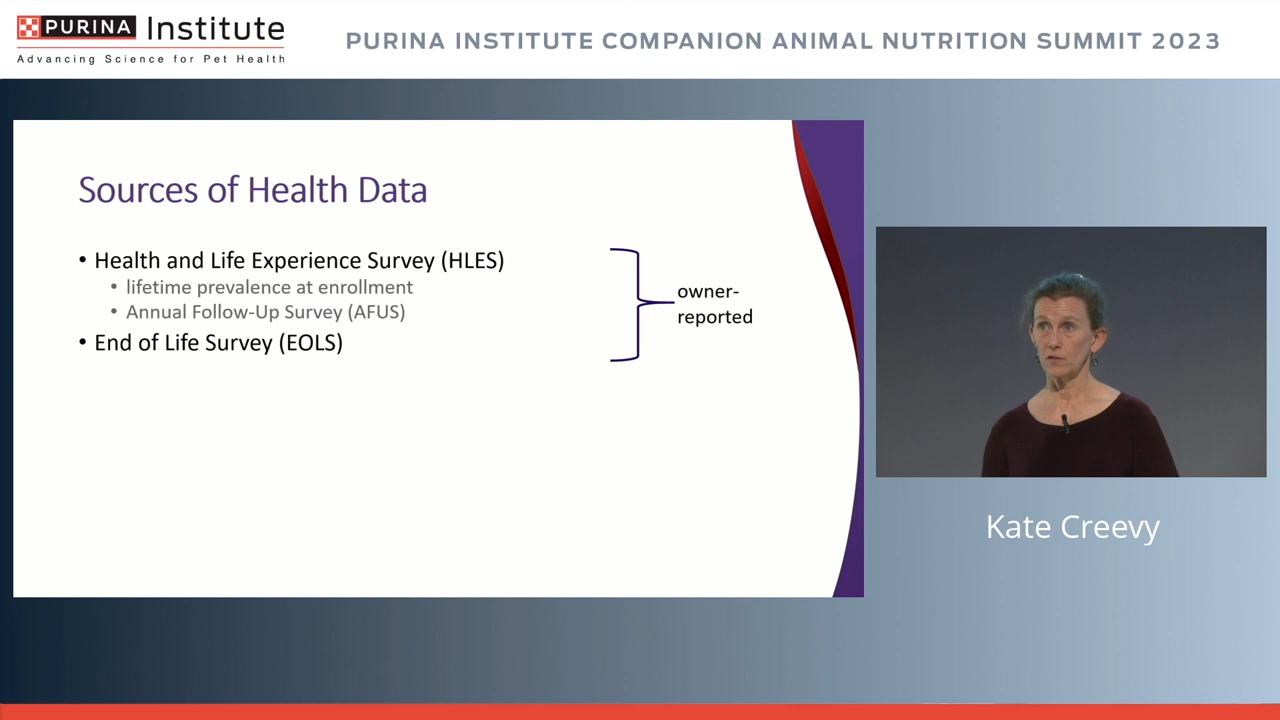 PURINA Institute
Advancing Science for Pet Health
PURINA INSTITUTE COMPANION ANIMAL NUTRITION SUMMIT 2023
Sources of Health Data
• Health and Life Experience Survey (HLES)
• lifetime prevalence at enrollment
• Annual Follow-Up Survey (AFUS)
• End of Life Survey (EOLS)
owner-
reported
Kate Creevy